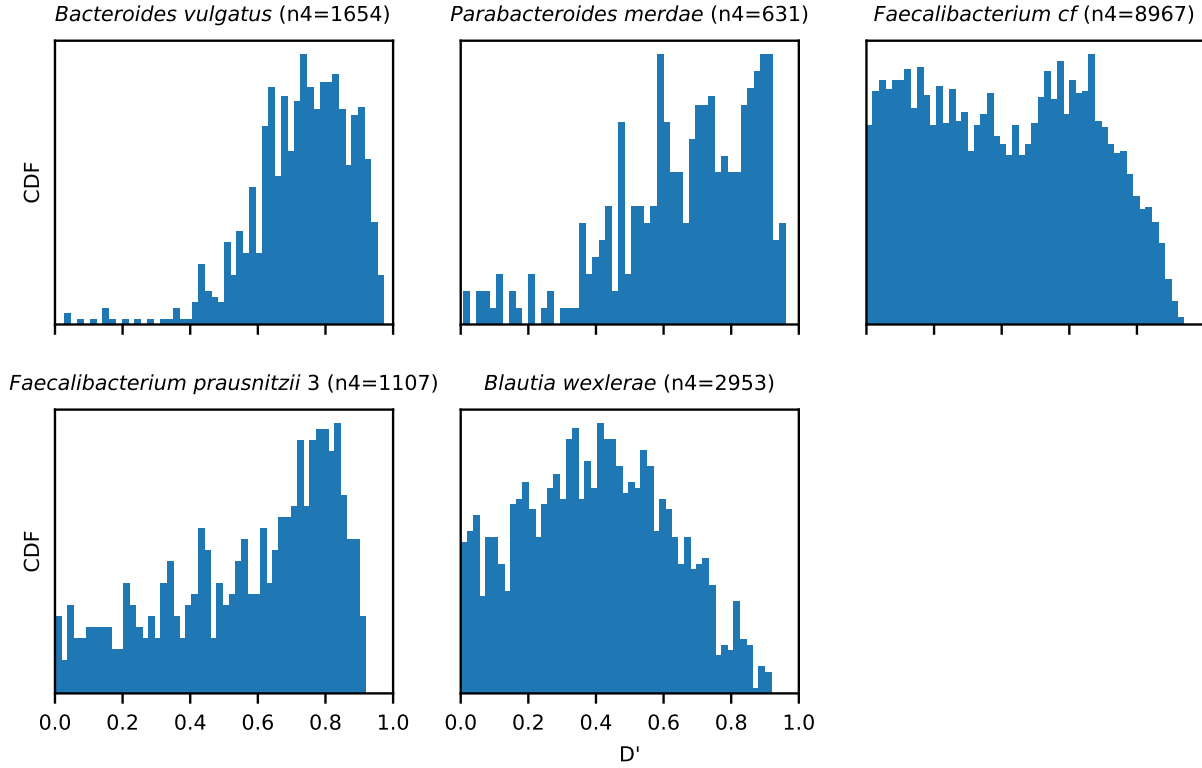 Bacteroides vulgatus (n4=1654) Parabacteroides merdae (n4=631) Faecalibacterium cf (n4=8967)
CDF
Faecalibacterium prausnitzii 3 (n4=1107) Blautia wexlerae (n4=2953)
CDF
0.0 0.2 0.4 0.6 0.8 1.0 0.0 0.2 0.4 0.6 0.8 1.0
D'